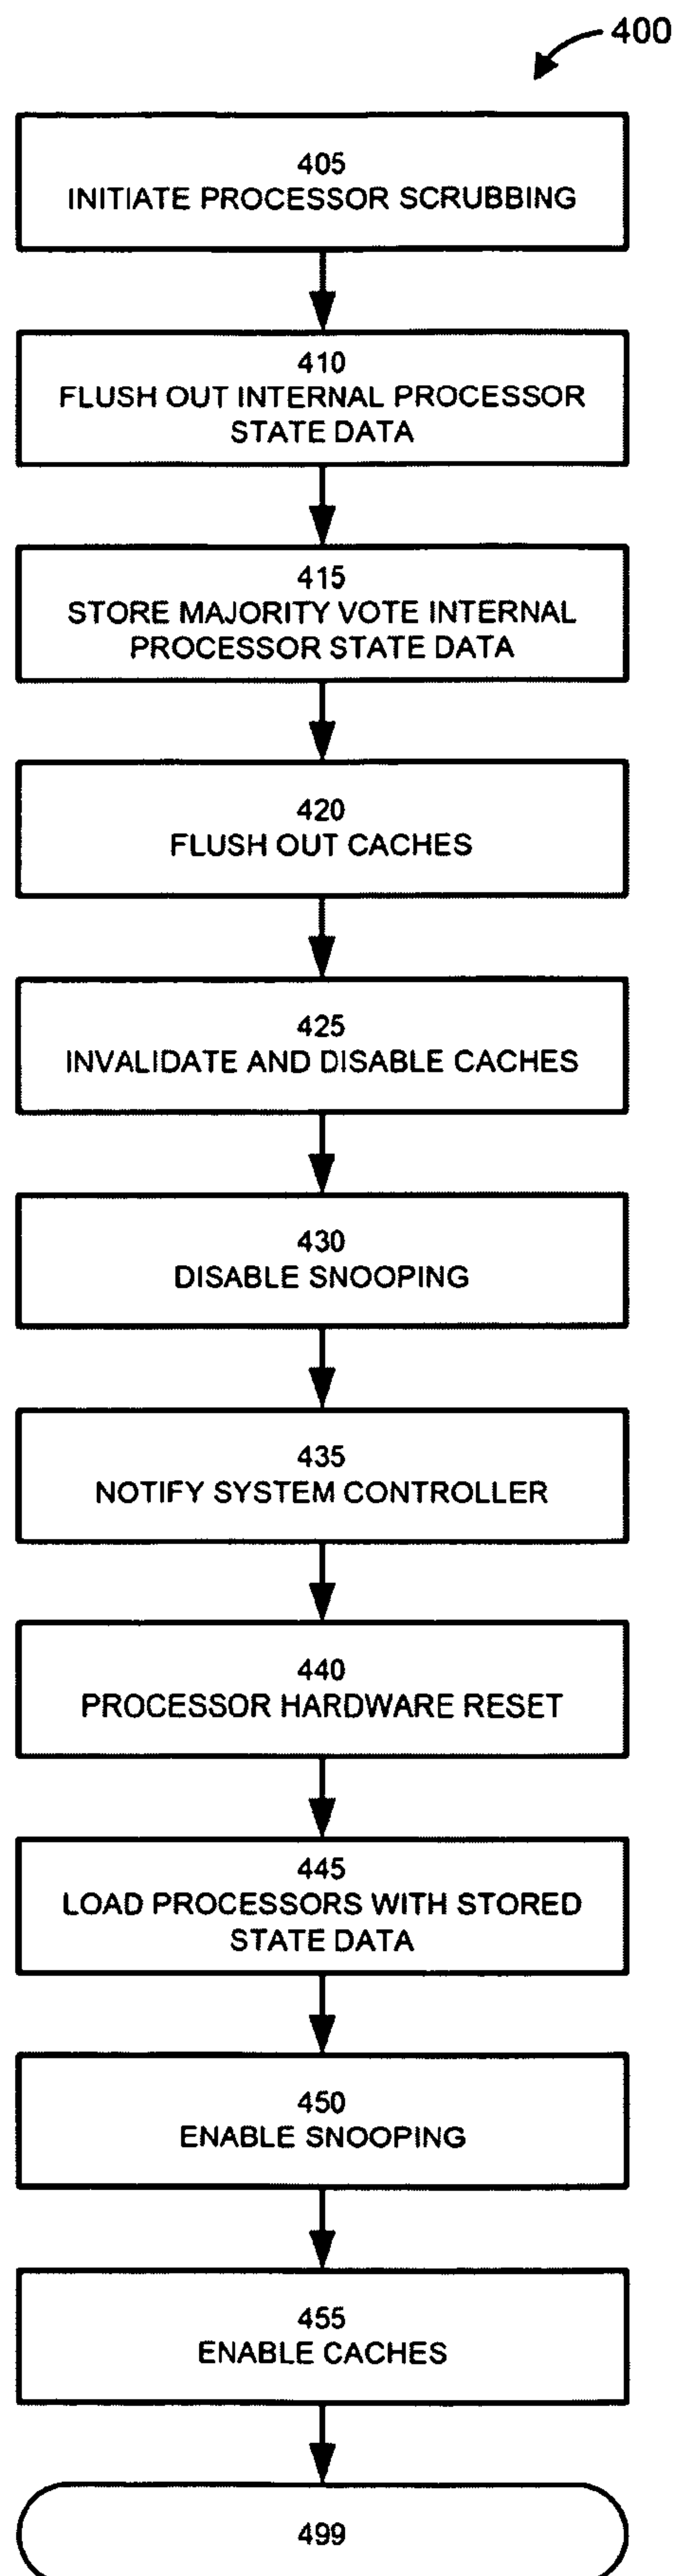 400
405
INITIATE PROCESSOR SCRUBBING
410
FLUSH OUT INTERNAL PROCESSOR
STATE DATA
415
STORE MAJORITY VOTE INTERNAL
PROCESSOR STATE DATA
420
FLUSH OUT CACHES
425
INVALIDATE AND DISABLE CACHES
430
DISABLE SNOOPING
435
NOTIFY SYSTEM CONTROLLER
440
PROCESSOR HARDWARE RESET
445
LOAD PROCESSORS WITH STORED
STATE DATA
450
ENABLE SNOOPING
455
ENABLE CACHES
499